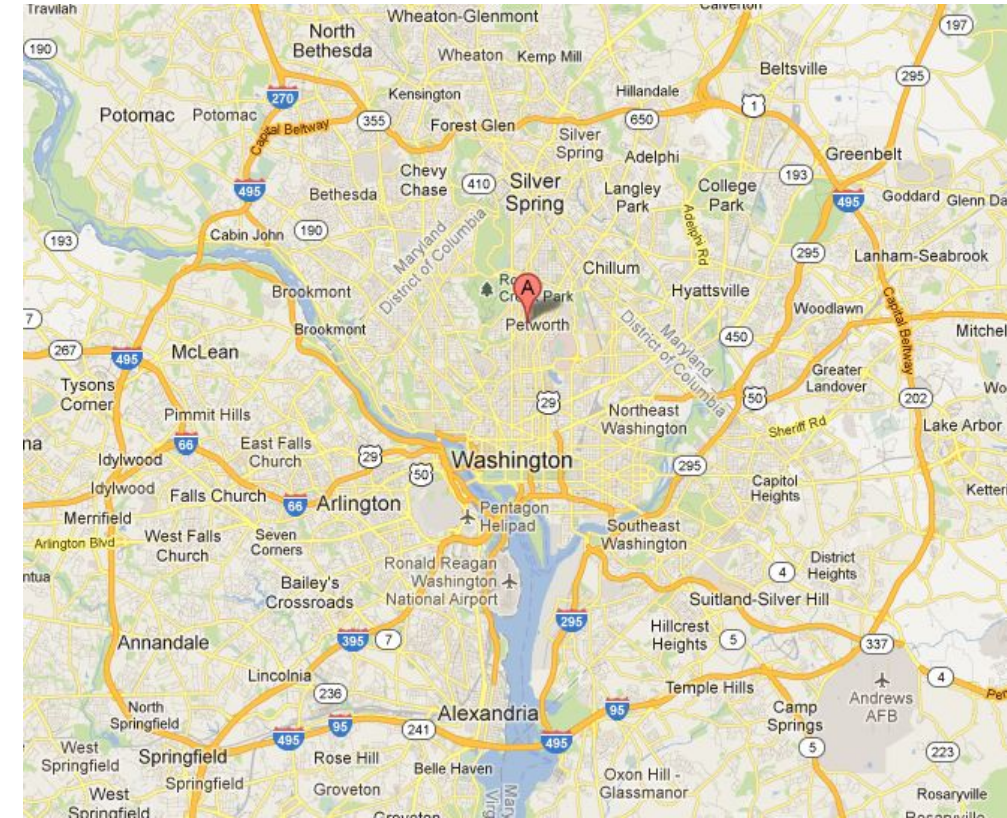 Travilah
Calverton
Wheaton-Glenmont
197
190
North
Bethesda
Wheaton
Kemp Mill
Beltsville
295
270
Kensington
Hillandale
1
Potomac
Potomac
355
Capital Beltway
Forest Glen
650
Silver
Spring
Adelphi
Greenbelt
Chevy
Chase
410
Silver
Spring
Langley
Park
College
Park
193
495
Bethesda
495
Goddard
Glenn Da
Cabin John
190
Maryland
District of Columbia
Adelphi Rd
193
295
Lanham-Seabrook
Chillum
Brookmont
A
Hyattsville
Capital Beltway
7
Brookmont
Petworth
Maryland
District of Columbia
Woodlawn
Mitchel
267
495
McLean
450
Tysons
Corner
Greater
Landover
Wo
29
Northeast
Washington
50
202
Pimmit Hills
66
East Falls
Church
Sheriff Rd
Lake Arbor
na
Idylwood
29
50
Washington
295
Capitol
Heights
Ketteri
Idylwood
Falls Church
66
Arlington
Pentagon
Helipad
Merrifield
Arlington Blvd
West Falls
Church
Seven
Corners
Southeast
Washington
Ronald Reagan
Washington
National Airport
District
Heights
4
ntua
Bailey's
Crossroads
Suitland-Silver Hill
295
Hillcrest
Heights
5
337
Annandale
395
7
Lincolnia
236
Temple Hills
4
Andrews
AFB
North
Springfield
Alexandria
95
Camp
Springs
95
241
495
495
5
223
West
Springfield
Springfield
Rose Hill
Belle Haven
Springfield
Groveton
Oxon Hill -
Glassmanor
West
Springfield
Rosaryville
Groveton
Rosaryville